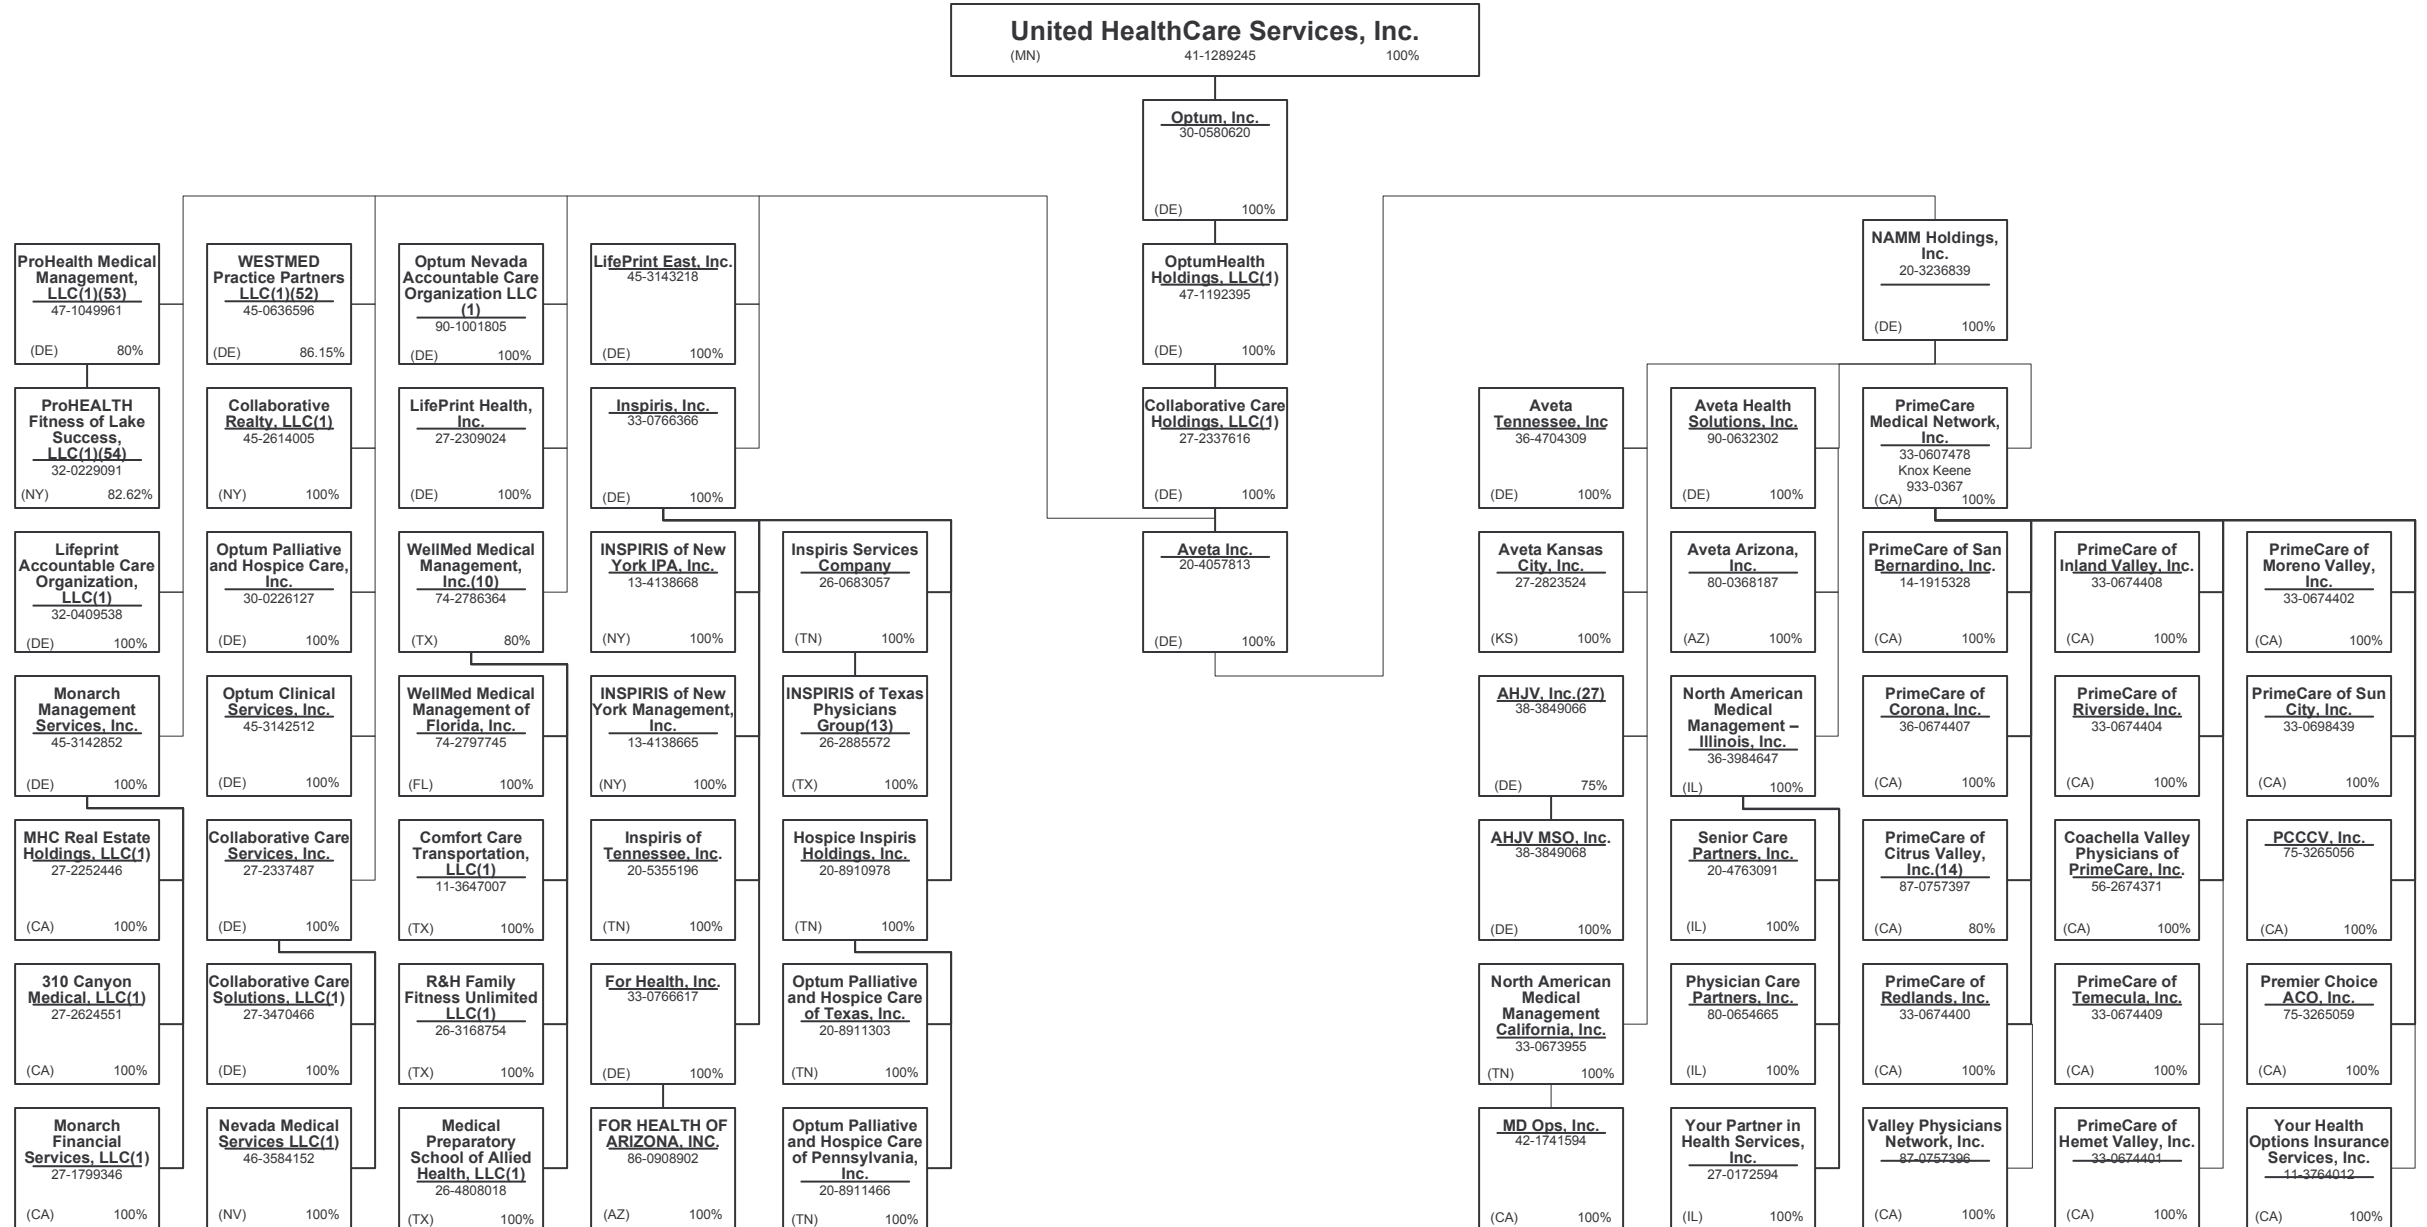 United HealthCare Services, Inc.
(MN) 41-1289245 100%
Optum, Inc.
30-0580620
(DE) 100%
OptumHealth
Holdings, LLC(1)
47-1192395
(DE) 100%
Collaborative Care
Holdings, LLC(1)
27-2337616
(DE) 100%
Aveta Inc.
20-4057813
(DE) 100%
ProHealth Medical
Management,
LLC(1)(53)
47-1049961
(DE) 80%
ProHEALTH
Fitness of Lake
Success,
LLC(1)(54)
32-0229091
(NY) 82.62%
Lifeprint
Accountable Care
Organization,
LLC(1)
32-0409538
(DE) 100%
Monarch
Management
Services, Inc.
45-3142852
(DE) 100%
MHC Real Estate
Holdings, LLC(1)
27-2252446
(CA) 100%
310 Canyon
Medical, LLC(1)
27-2624551
(CA) 100%
Monarch
Financial
Services, LLC(1)
27-1799346
(CA) 100%
WESTMED
Practice Partners
LLC(1)(52)
45-0636596
(DE) 86.15%
Collaborative
Realty, LLC(1)
45-2614005
(NY) 100%
Optum Palliative
and Hospice Care,
Inc.
30-0226127
(DE) 100%
Optum Clinical
Services, Inc.
45-3142512
(DE) 100%
Collaborative Care
Services, Inc.
27-2337487
(DE) 100%
Collaborative Care
Solutions, LLC(1)
27-3470466
(DE) 100%
Nevada Medical
Services LLC(1)
46-3584152
(NV) 100%
Optum Nevada
Accountable Care
Organization LLC
(1)
90-1001805
(DE) 100%
LifePrint Health,
Inc.
27-2309024
(DE) 100%
WellMed Medical
Management,
Inc.(10)
74-2786364
(TX) 80%
WellMed Medical
Management of
Florida, Inc.
74-2797745
(FL) 100%
Comfort Care
Transportation,
LLC(1)
11-3647007
(TX) 100%
R&H Family
Fitness Unlimited
LLC(1)
26-3168754
(TX) 100%
Medical
Preparatory
School of Allied
Health, LLC(1)
26-4808018
(TX) 100%
LifePrint East, Inc.
45-3143218
(DE) 100%
Inspiris, Inc.
33-0766366
(DE) 100%
INSPIRIS of New
York IPA, Inc.
13-4138668
(NY) 100%
INSPIRIS of New
York Management,
Inc.
13-4138665
(NY) 100%
Inspiris of
Tennessee, Inc.
20-5355196
(TN) 100%
For Health, Inc.
33-0766617
(DE) 100%
FOR HEALTH OF
ARIZONA, INC.
86-0908902
(AZ) 100%
Inspiris Services
Company
26-0683057
(TN) 100%
INSPIRIS of Texas
Physicians
Group(13)
26-2885572
(TX) 100%
Hospice Inspiris
Holdings, Inc.
20-8910978
(TN) 100%
Optum Palliative
and Hospice Care
of Texas, Inc.
20-8911303
(TN) 100%
Optum Palliative
and Hospice Care
of Pennsylvania,
Inc.
20-8911466
(TN) 100%
NAMM Holdings,
Inc.
20-3236839
(DE) 100%
Aveta
Tennessee, Inc
36-4704309
(DE) 100%
Aveta Kansas
City, Inc.
27-2823524
(KS) 100%
AHJV, Inc.(27)
38-3849066
(DE) 75%
AHJV MSO, Inc.
38-3849068
(DE) 100%
North American
Medical
Management
California, Inc.
33-0673955
(TN) 100%
MD Ops, Inc.
42-1741594
(CA) 100%
Aveta Health
Solutions, Inc.
90-0632302
(DE) 100%
Aveta Arizona,
Inc.
80-0368187
(AZ) 100%
North American
Medical
Management –
Illinois, Inc.
36-3984647
(IL) 100%
Senior Care
Partners, Inc.
20-4763091
(IL) 100%
Physician Care
Partners, Inc.
80-0654665
(IL) 100%
Your Partner in
Health Services,
Inc.
27-0172594
(IL) 100%
PrimeCare
Medical Network,
Inc.
33-0607478
Knox Keene
933-0367
(CA) 100%
PrimeCare of San
Bernardino, Inc.
14-1915328
(CA) 100%
PrimeCare of
Corona, Inc.
36-0674407
(CA) 100%
PrimeCare of
Citrus Valley,
Inc.(14)
87-0757397
(CA) 80%
PrimeCare of
Redlands, Inc.
33-0674400
(CA) 100%
Valley Physicians
Network, Inc.
87-0757396
(CA) 100%
PrimeCare of
Inland Valley, Inc.
33-0674408
(CA) 100%
PrimeCare of
Riverside, Inc.
33-0674404
(CA) 100%
Coachella Valley
Physicians of
PrimeCare, Inc.
56-2674371
(CA) 100%
PrimeCare of
Temecula, Inc.
33-0674409
(CA) 100%
PrimeCare of
Hemet Valley, Inc.
33-0674401
(CA) 100%
PrimeCare of
Moreno Valley,
Inc.
33-0674402
(CA) 100%
PrimeCare of Sun
City, Inc.
33-0698439
(CA) 100%
PCCCV, Inc.
75-3265056
(CA) 100%
Premier Choice
ACO, Inc.
75-3265059
(CA) 100%
Your Health
Options Insurance
Services, Inc.
11-3764012
(CA) 100%